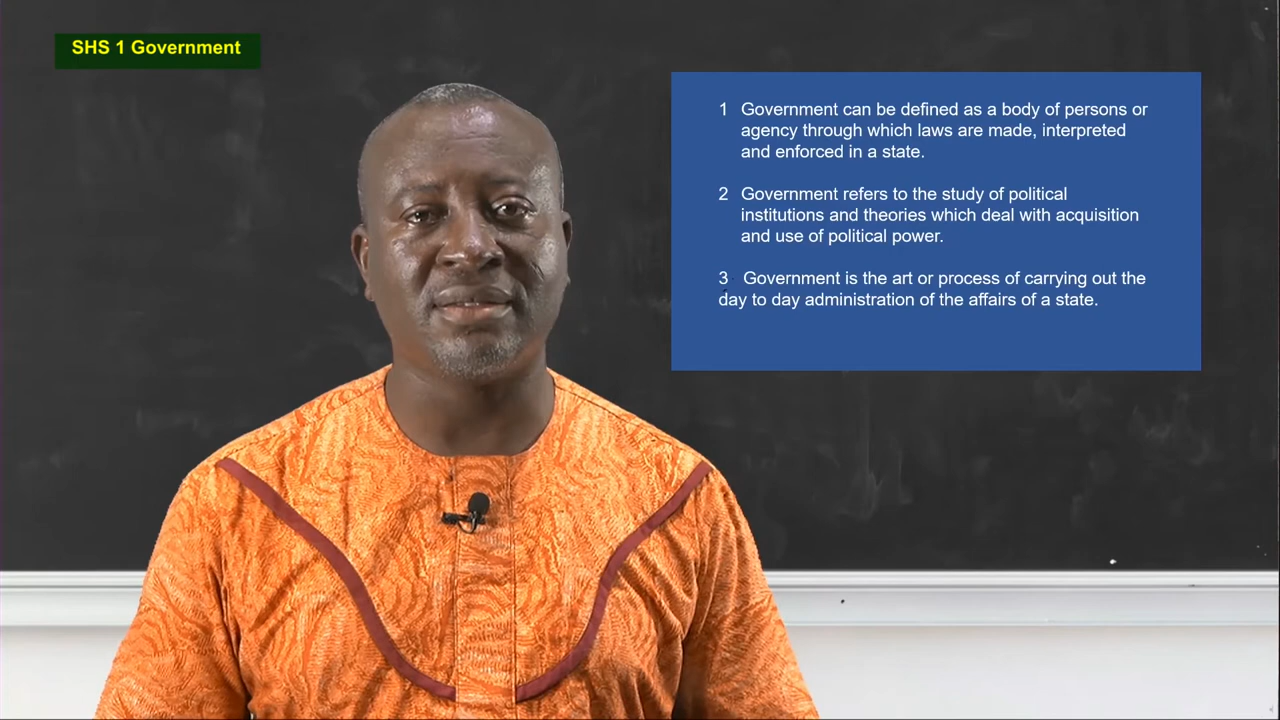 SHS 1 Government
1 Government can be defined as a body of persons or
agency through which laws are made, interpreted
and enforced in a state.
2 Government refers to the study of political
institutions and theories which deal with acquisition
and use of political power.
3 Government is the art or process of carrying out the
day to day administration of the affairs of a state.